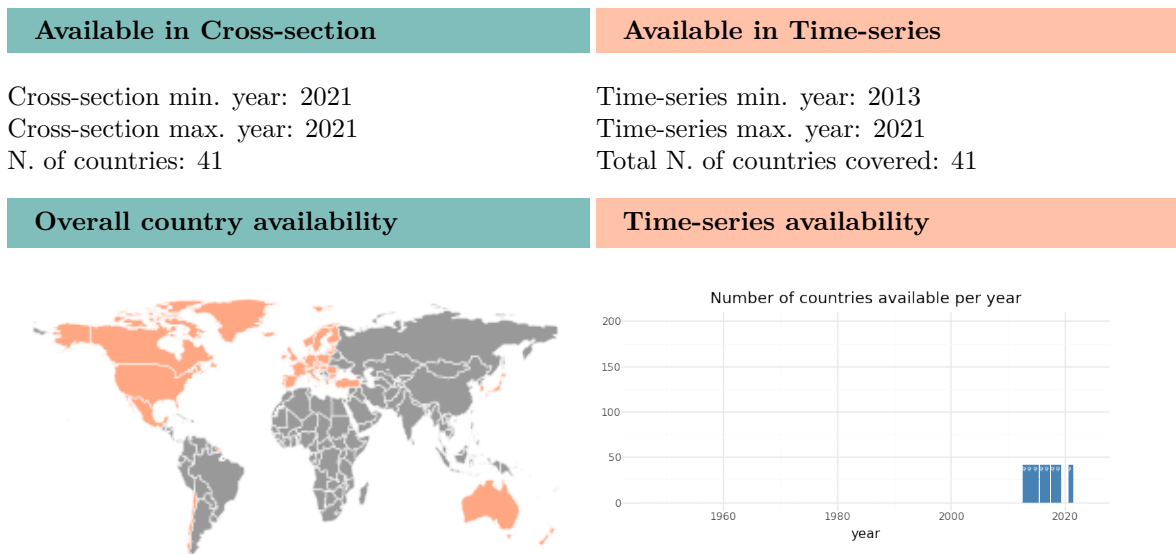 Available in Cross-section
Available in Time-series
Cross-section min. year: 2021
Cross-section max. year: 2021
N. of countries: 41
Time-series min. year: 2013
Time-series max. year: 2021
Total N. of countries covered: 41
Overall country availability
Time-series availability
Number of countries available per year
200
150
100
50
0
1960
1980
2000
2020
year